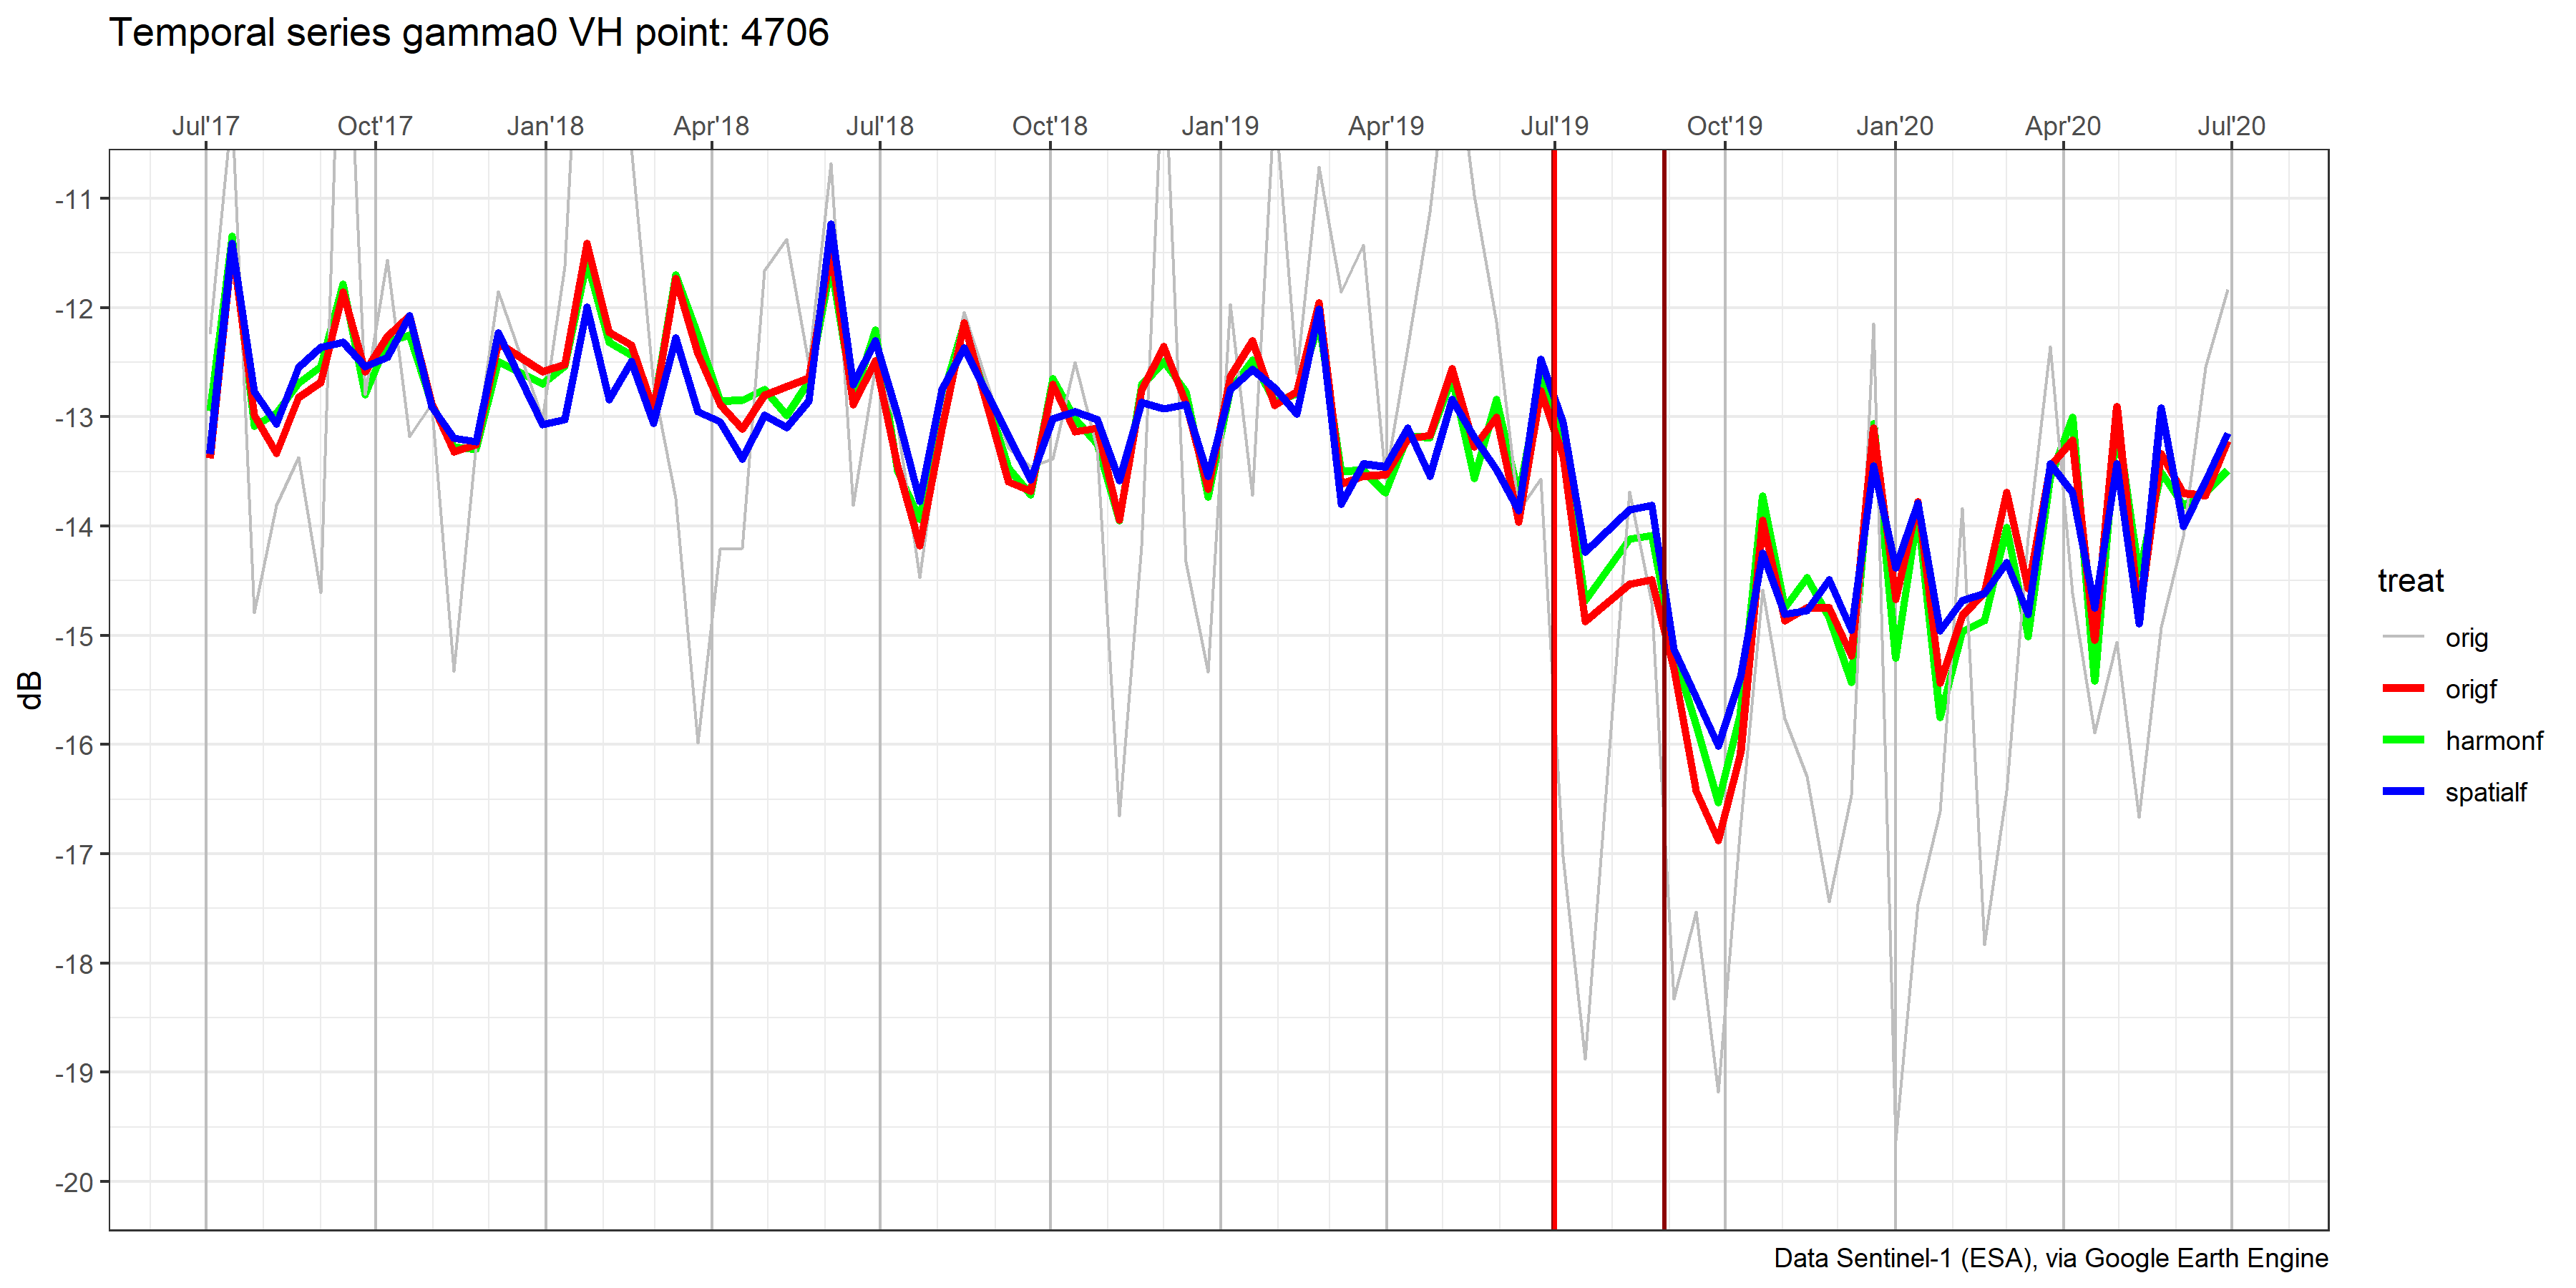 Temporal series gamma0 VH point: 4706
Jul'17 Oct'17 Jan'18 Apr'18 Jul'18 Oct'18 Jan'19 Apr'19 Jul'19 Oct'19 Jan'20 Apr'20 Jul'20
-11
-12
-13
-14
-15
-16
-17
-18
-19
-20
dB
treat
orig
origf
harmonf
spatialf
Data Sentinel-1 (ESA), via Google Earth Engine